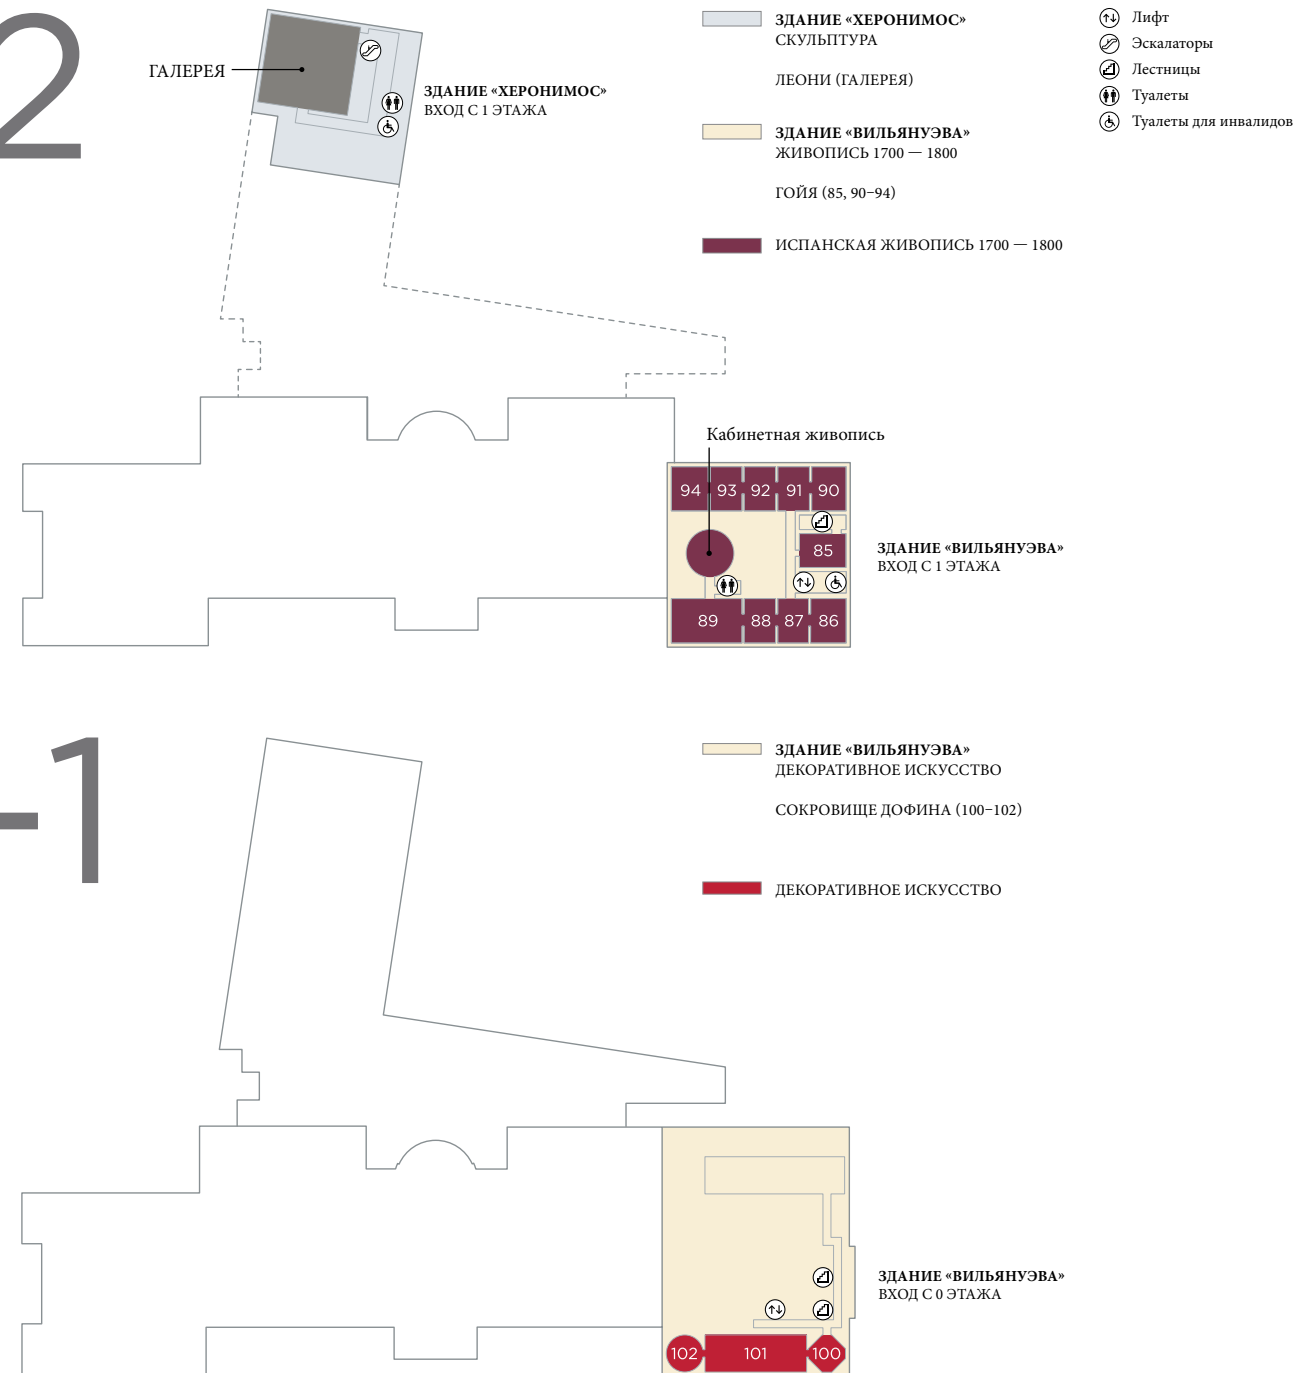 2
ГАЛЕРЕЯ
ЗДАНИЕ «ХЕРОНИМОС»
ВХОД С 1 ЭТАЖА
ЗДАНИЕ «ХЕРОНИМОС»
СКУЛЬПТУРА
ЛЕОНИ (ГАЛЕРЕЯ)
ЗДАНИЕ «ВИЛЬЯНУЭВА»
ЖИВОПИСЬ 1700 — 1800
ГОЙЯ (85, 90–94)
ИСПАНСКАЯ ЖИВОПИСЬ 1700 — 1800
Лифт
Эскалаторы
Лестницы
Туалеты
Туалеты для инвалидов
Кабинетная живопись
94 93 92 91 90
85
89 88 87 86
ЗДАНИЕ «ВИЛЬЯНУЭВА»
ВХОД С 1 ЭТАЖА
-1
ЗДАНИЕ «ВИЛЬЯНУЭВА»
ДЕКОРАТИВНОЕ ИСКУССТВО
СОКРОВИЩЕ ДОФИНА (100–102)
ДЕКОРАТИВНОЕ ИСКУССТВО
ЗДАНИЕ «ВИЛЬЯНУЭВА»
ВХОД С 0 ЭТАЖА
102 101 100